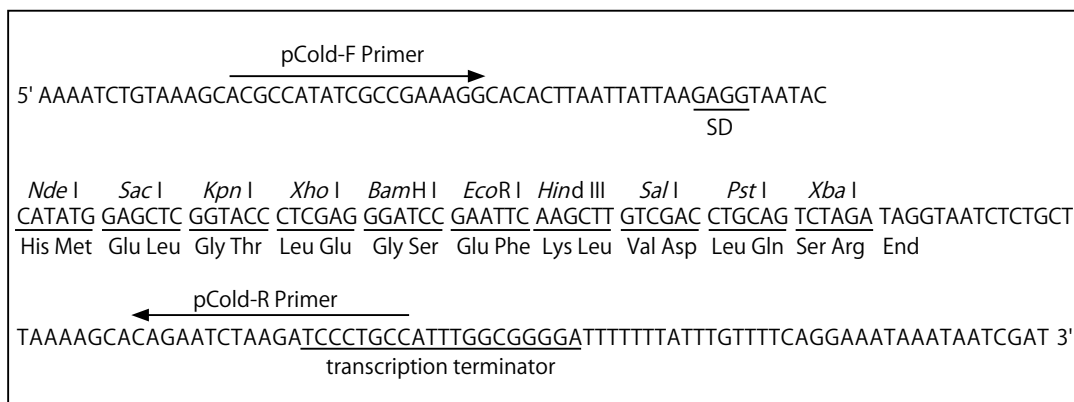 pCold-F Primer
5' AAAATCTGTAAAGCACGCCATATCGCCGAAAGGCACACTTAATTATTAAGAGGTAATAC
SD
Nde I Sac I Kpn I Xho I BamH I EcoR I Hind III Sal I Pst I Xba I
CATATG GAGCTC GGTACC CTCGAG GGATCC GAATTC AAGCTT GTCGAC CTGCAG TCTAGA TAGGTAATCTCTGCT
His Met Glu Leu Gly Thr Leu Glu Gly Ser Glu Phe Lys Leu Val Asp Leu Gln Ser Arg End
pCold-R Primer
TAAAAGCACAGAATCTAAGATCCCTGCCATTTGGCGGGGATTTTTTTATTTGTTTTCAGGAAATAAATAATCGAT 3'
transcription terminator